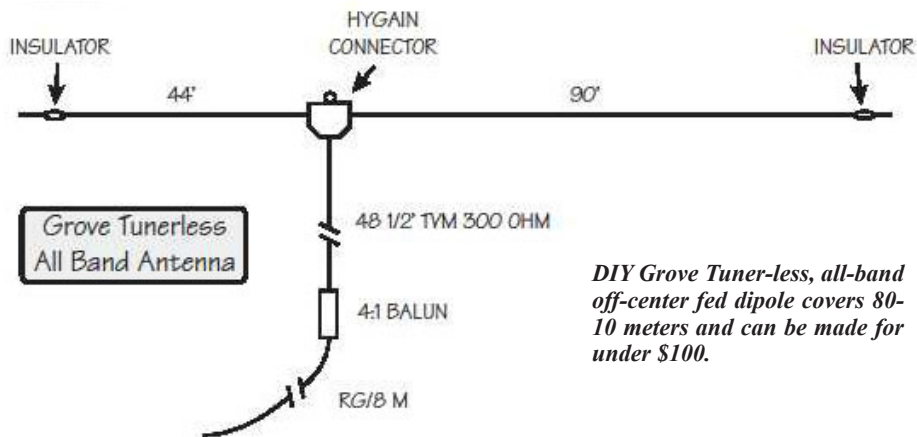 HYGAIN
CONNECTOR
INSULATOR
INSULATOR
44'
90'
48 1/2' TVM 300 OHM
Grove Tunerless
All Band Antenna
DIY Grove Tuner-less, all-band
off-center fed dipole covers 80-
10 meters and can be made for
under $100.
4:1 BALUN
RG/8 M